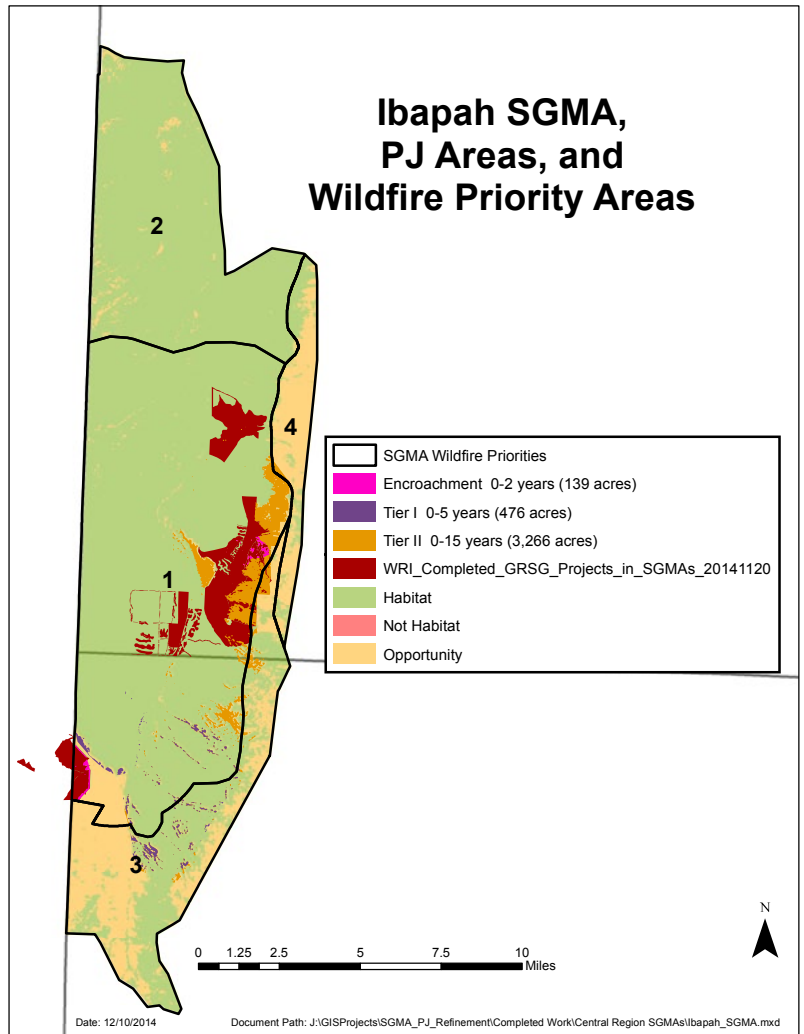 Ibapah SGMA,
PJ Areas, and
Wildfire Priority Areas
2
4
1
3
SGMA Wildfire Priorities
Encroachment 0-2 years (139 acres)
Tier I 0-5 years (476 acres)
Tier II 0-15 years (3,266 acres)
WRI_Completed_GRSG_Projects_in_SGMAs_20141120
Habitat
Not Habitat
Opportunity
N
0 1.25 2.5 5 7.5 10
Miles
Date: 12/10/2014 Document Path: J:\GISProjects\SGMA_PJ_Refinement\Completed Work\Central Region SGMAs\Ibapah_SGMA.mxd